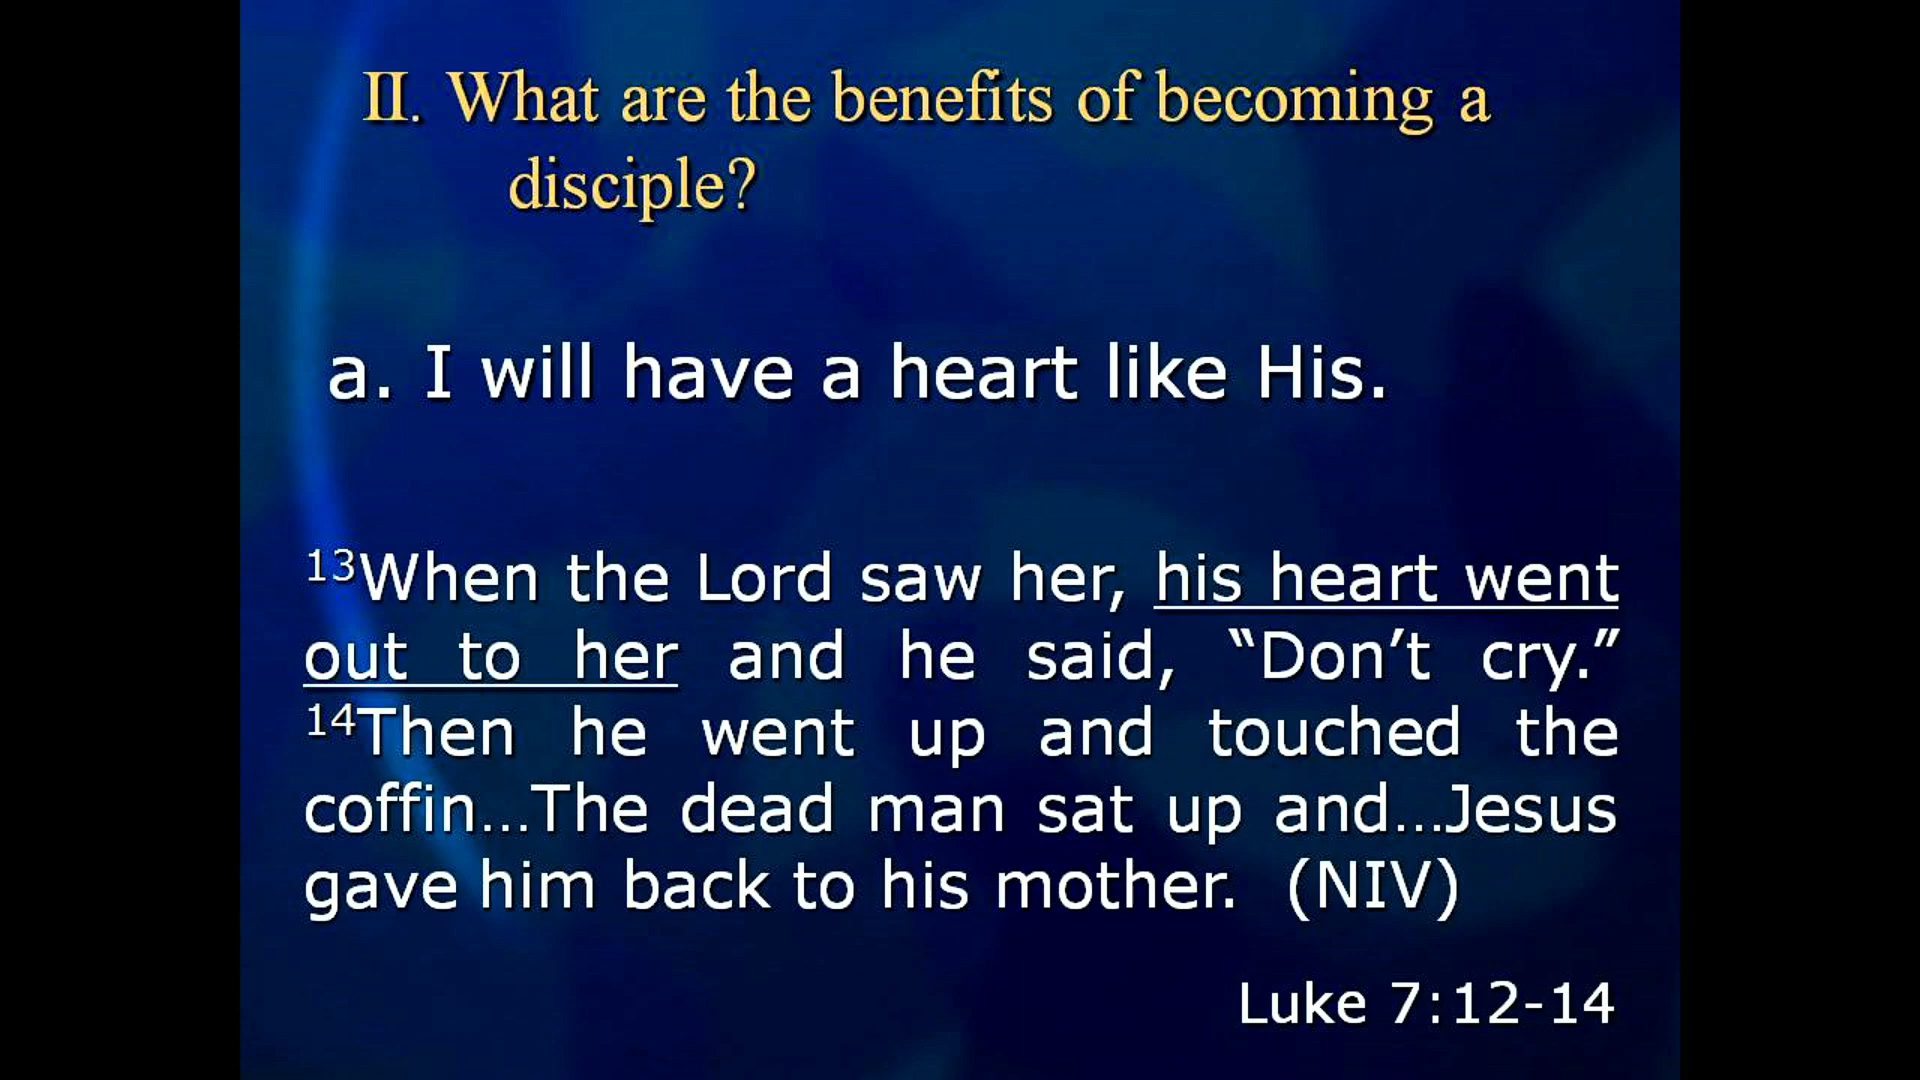 II. What are the benefits of becoming a
disciple?
a. I will have a heart like His.
13When the Lord saw her, his heart went
out to her and he said, “Don’t cry.”
14Then he went up and touched the
coffin…The dead man sat up and…Jesus
gave him back to his mother.  (NIV)
Luke 7:12-14